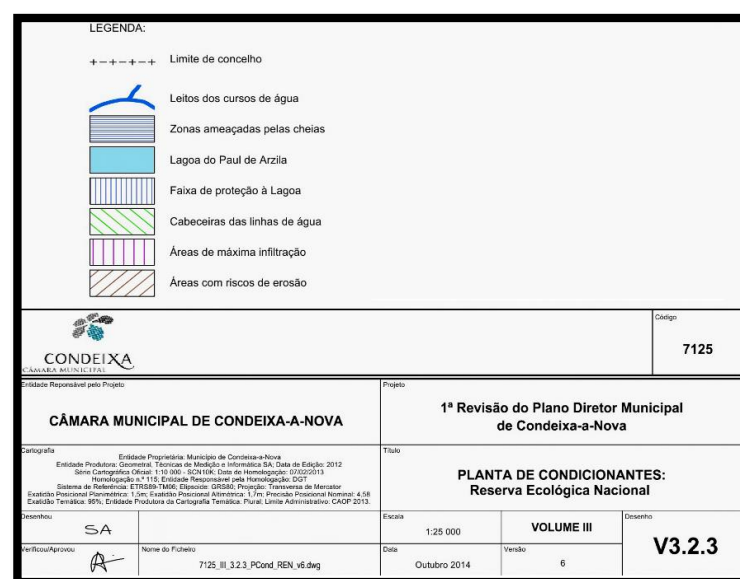 LEGENDA:
Limite de concelho
Leitos dos cursos de água
Zonas ameaçadas pelas cheias
Lagoa do Paul de Arzila
Faixa de proteção à Lagoa
Cabeceiras das linhas de água
Áreas de máxima infiltração
Áreas com riscos de erosão
CONDEIXA
CÂMARA MUNICIPAL
Código
7125
Entidade Reponsável pelo Projeto
CÂMARA MUNICIPAL DE CONDEIXA-A-NOVA
Projeto
1ª Revisão do Plano Diretor Municipal
de Condeixa-a-Nova
Cartografia
Entidade Proprietária: Município de Condeixa-a-Nova
Entidade Produtora: Geometral, Técnicas de Medição e Informática SA; Data de Edição: 2012
Série Cartográfica Oficial: 1:10 000 - SCN10K; Data de Homologação: 07/02/2013
Homologação n.º 115; Entidade Responsável pela Homologação: DGT
Sistema de Referência: ETRS89-TM06; Elipsoide: GRS80; Projeção: Transversa de Mercator
Exatidão Posicional Planimétrica: 1,5m; Exatidão Posicional Altimétrica: 1,7m; Precisão Posicional Nominal: 4,58
Exatidão Temática: 95%; Entidade Produtora da Cartografia Temática: Plural; Limite Administrativo: CAOP 2013.
Título
PLANTA DE CONDICIONANTES:
Reserva Ecológica Nacional
Desenhou
SA
Escala
1:25 000
VOLUME III
Desenho
V3.2.3
Verificou/Aprovou
Nome do Ficheiro
7125_III_3.2.3_PCond_REN_v6.dwg
Data
Outubro 2014
Versão
6